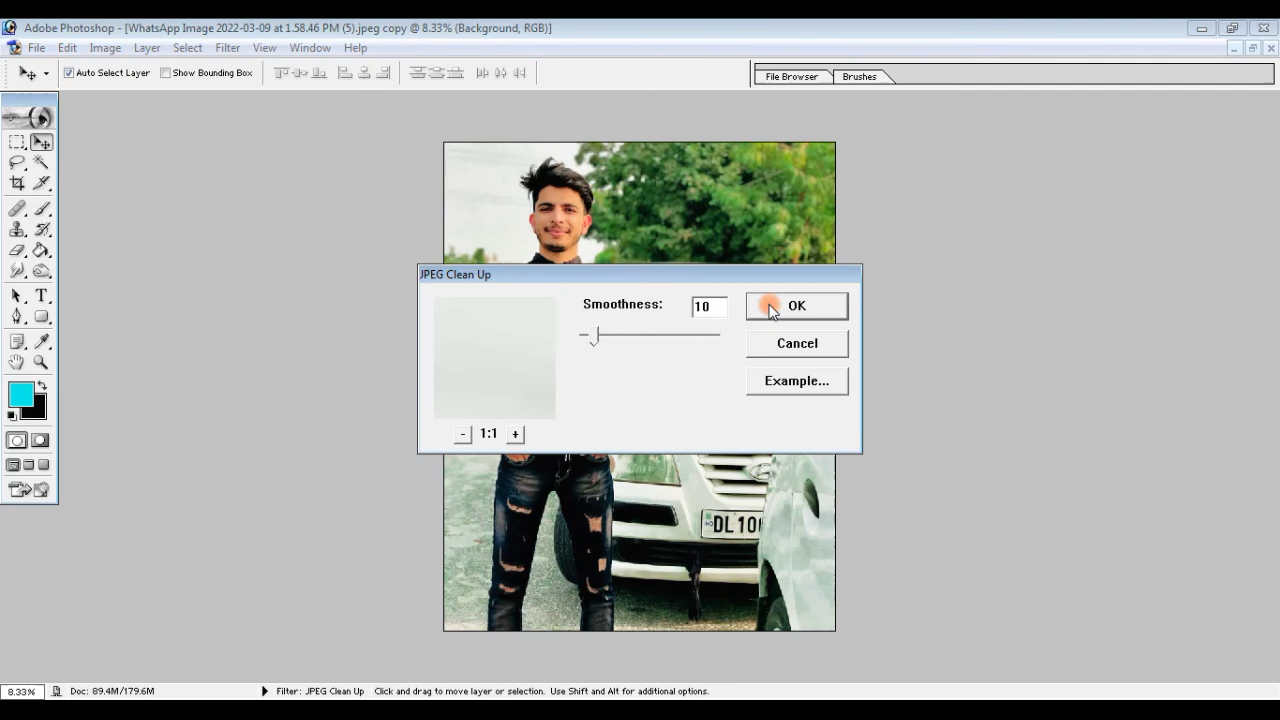 Adobe Photoshop - [WhatsApp Image 2022-03-09 at 1.58.46 PM (5).jpeg copy @ 8.33% (Background, RGB)]
File Edit Image Layer Select Filter View Window Help
Auto Select Layer Show Bounding Box File Browser Brushes
JPEG Clean Up
Smoothness: 10 OK
Cancel
Example...
- 1:1 +
DL10
8.33% Doc: 89.4M/179.6M Filter: JPEG Clean Up Click and drag to move layer or selection. Use Shift and Alt for additional options.